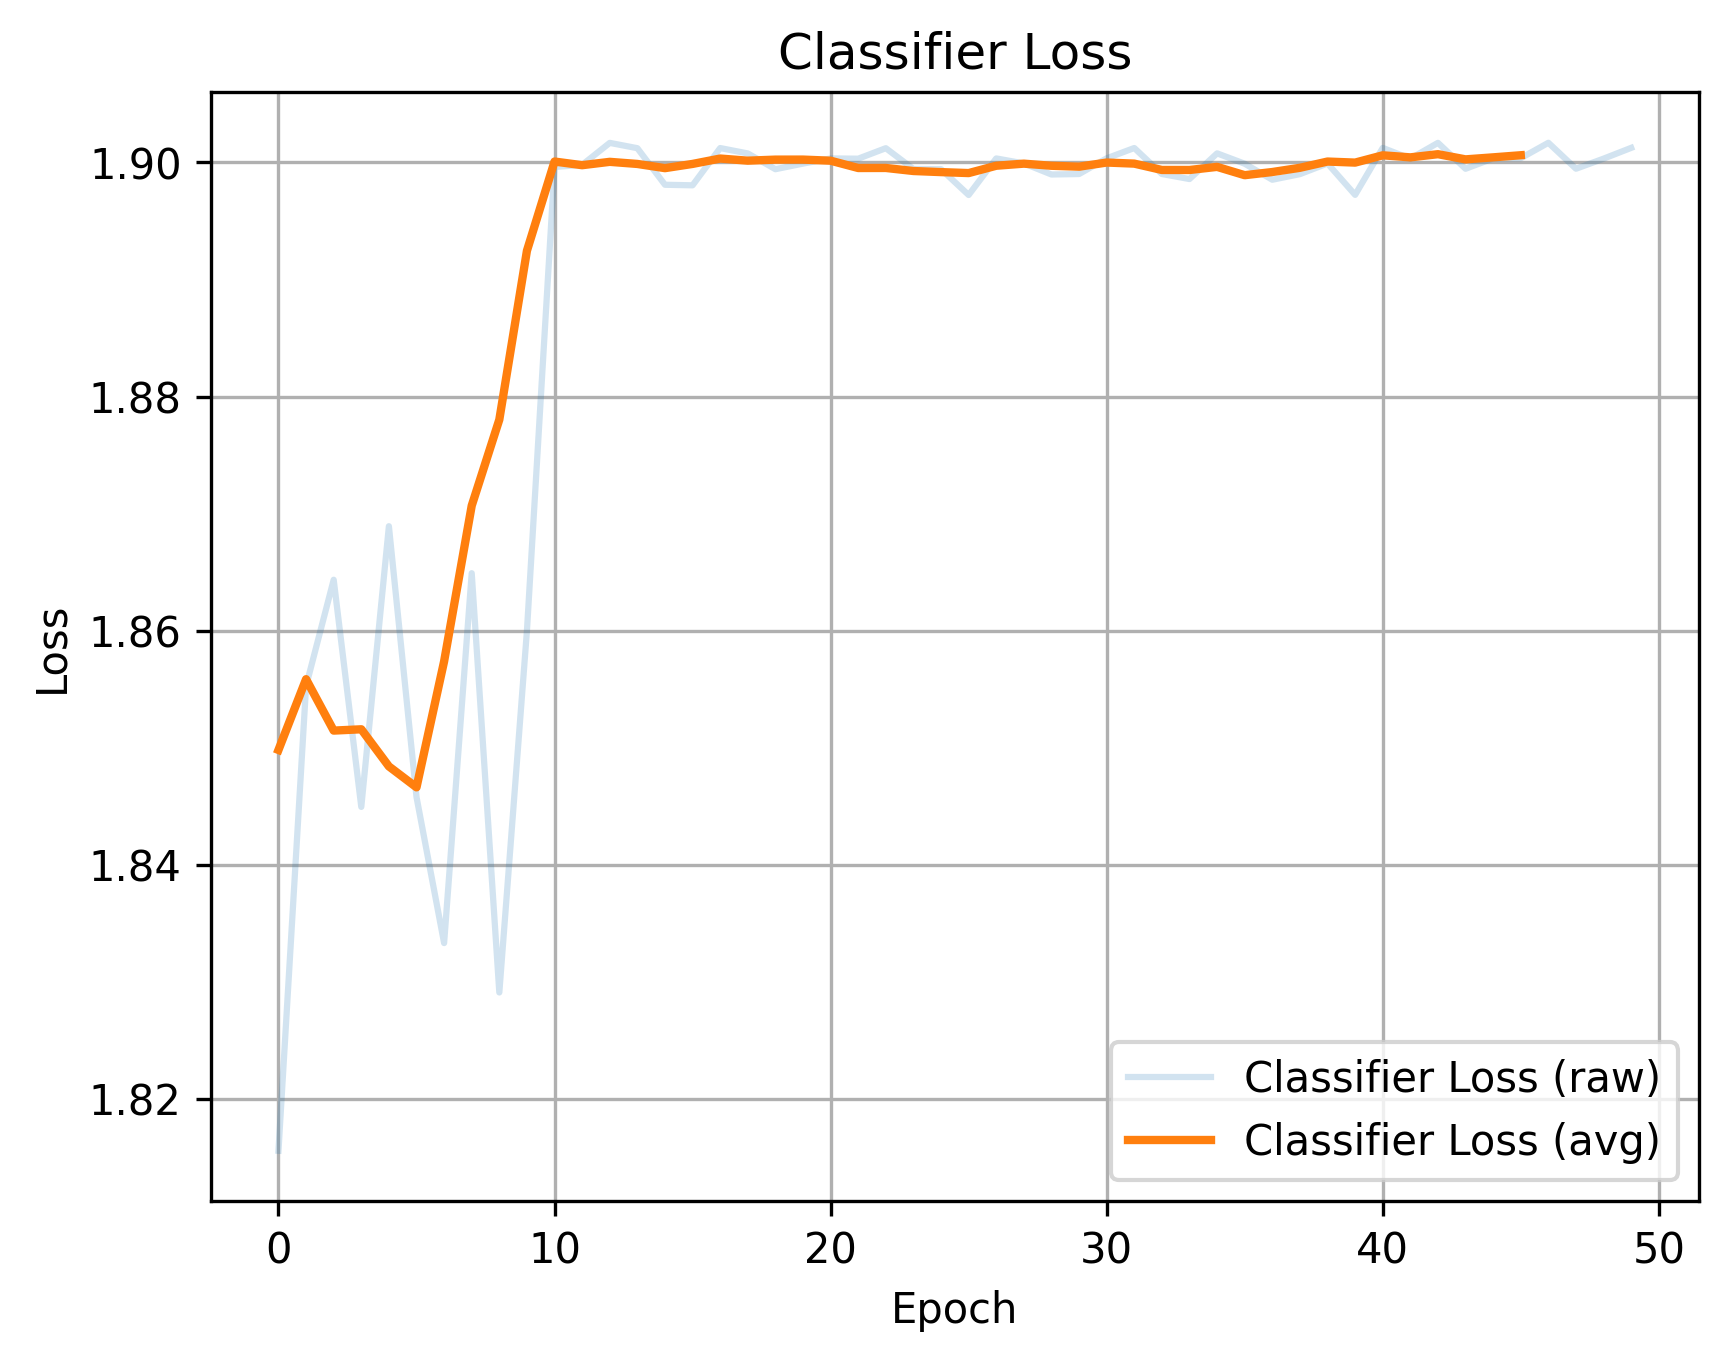 Classifier Loss
1.90
1.88
1.86
1.84
1.82
Loss
0 10 20 30 40 50
Epoch
Classifier Loss (raw)
Classifier Loss (avg)